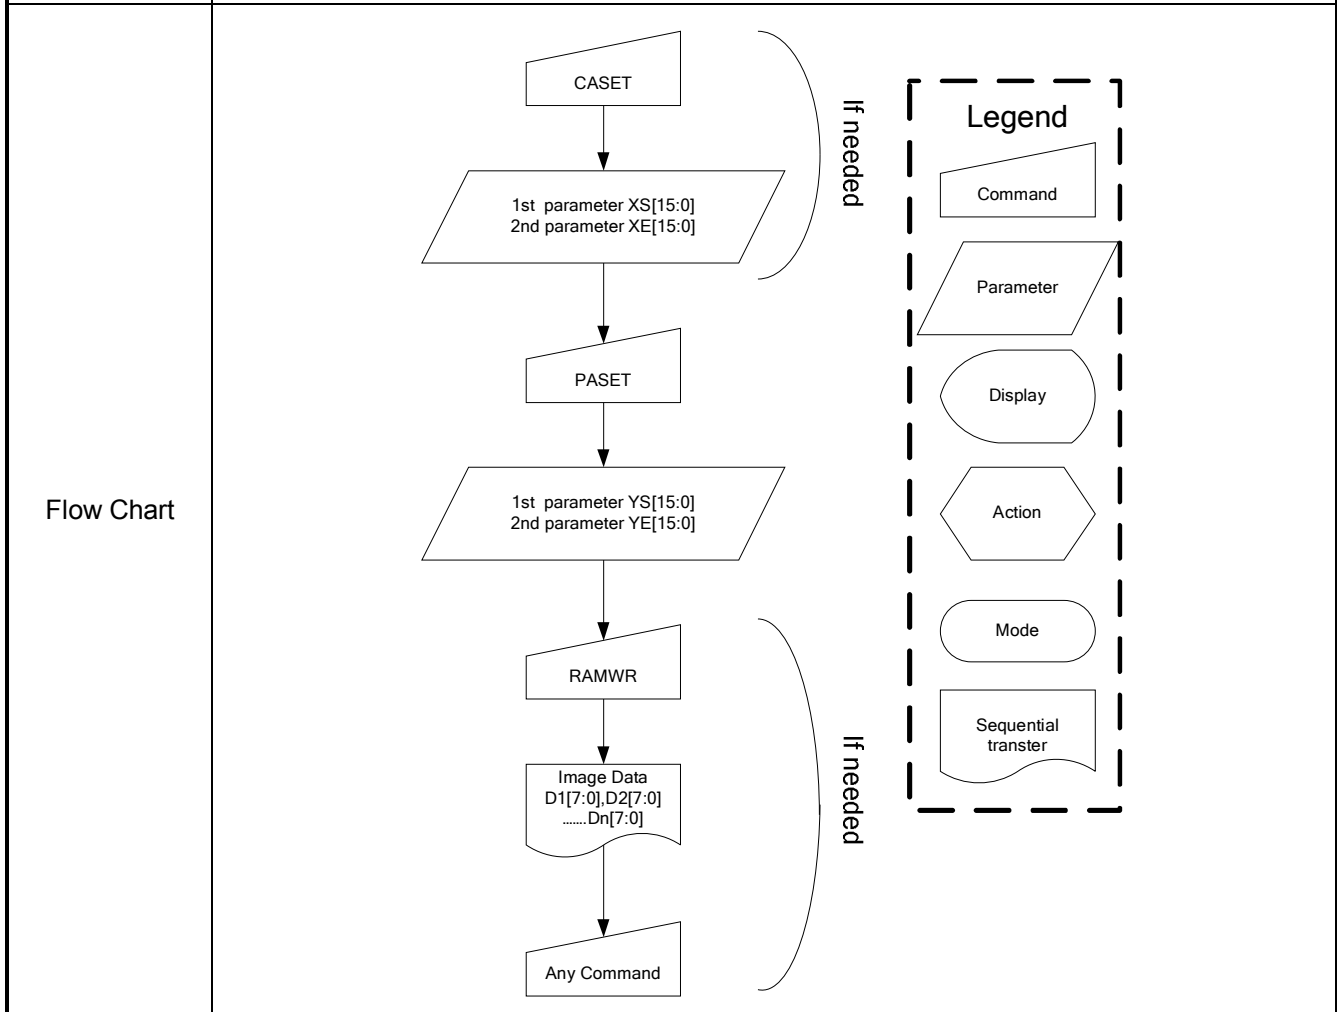 Flow Chart
CASET
1st parameter XS[15:0]
2nd parameter XE[15:0]
If needed
PASET
1st parameter YS[15:0]
2nd parameter YE[15:0]
RAMWR
Image Data
D1[7:0],D2[7:0]
.......Dn[7:0]
Any Command
If needed
Legend
Command
Parameter
Display
Action
Mode
Sequential
transter